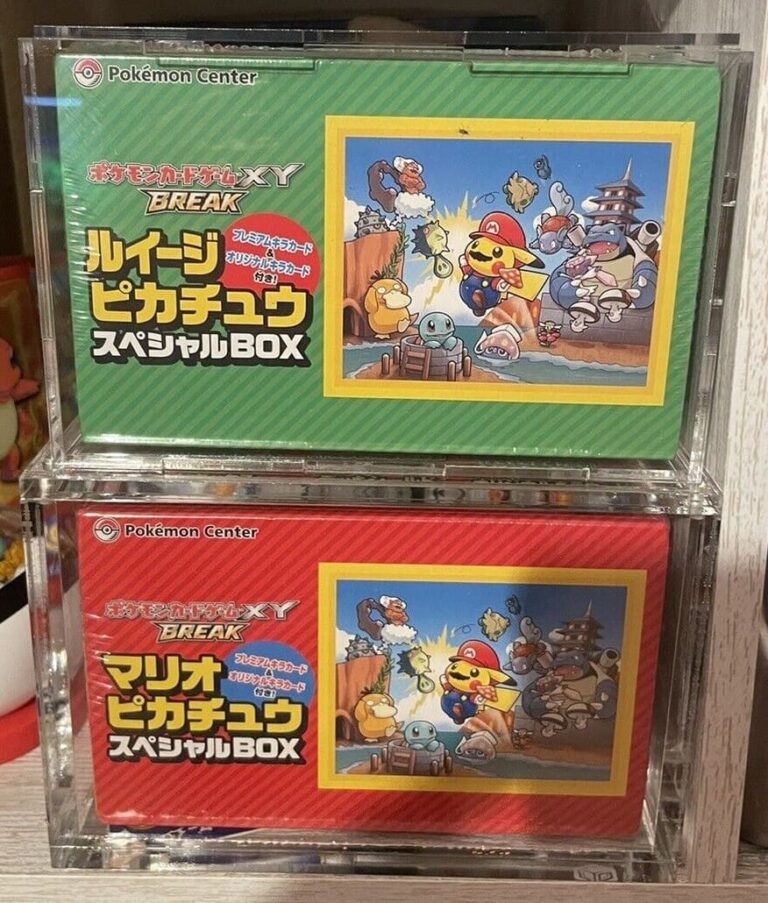 Pokémon Center
ポケモンカードゲーム XY
BREAK
ルイージ
ピカチュウ
スペシャルBOX
プレミアムキラカード
&
オリジナルキラカード
付き!
Pokémon Center
ポケモンカードゲーム XY
BREAK
マリオ
ピカチュウ
スペシャルBOX
プレミアムキラカード
&
オリジナルキラカード
付き!